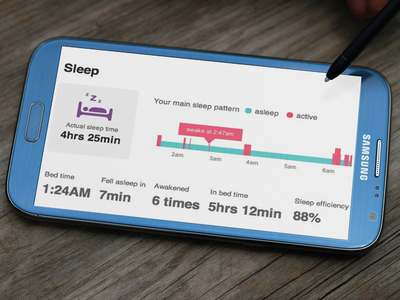 Sleep
z z z
Actual sleep time
4hrs 25min
Your main sleep pattern asleep active
awake at 2:47am
2am 3am 4am 5am 6am
Bed time
1:24AM
Fell asleep in
7min
Awakened
6 times
In bed time
5hrs 12min
Sleep efficiency
88%
SAMSUNG